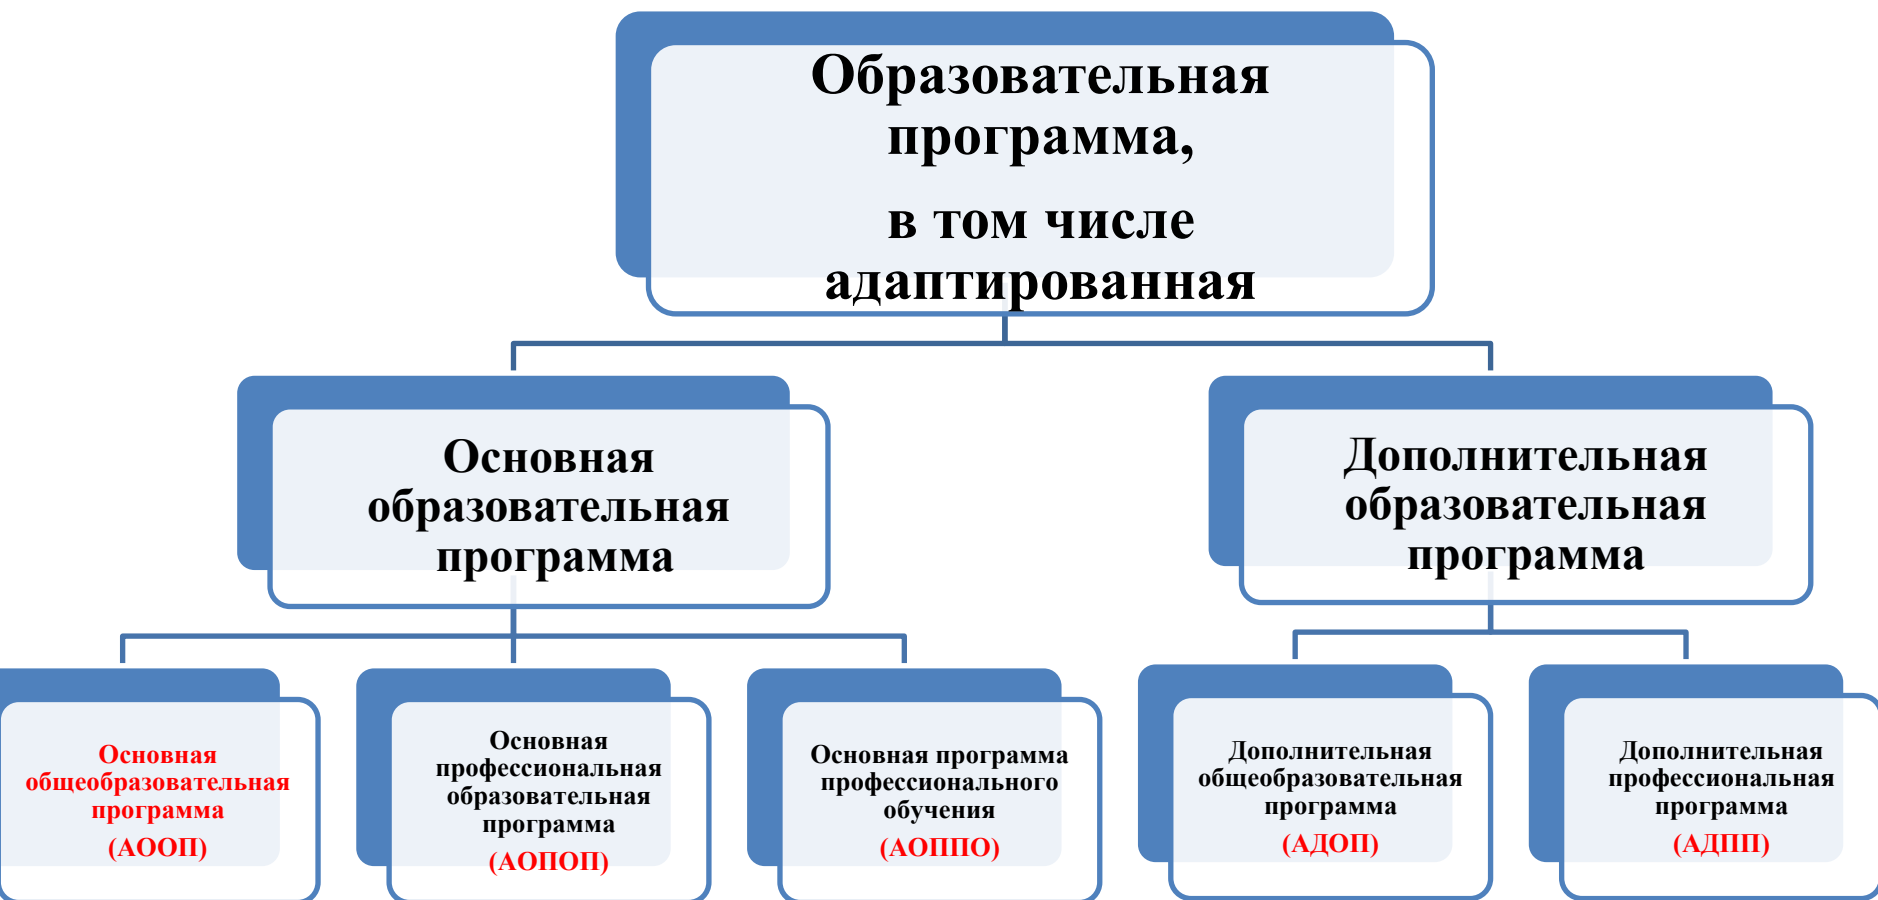 Образовательная
программа,
в том числе
адаптированная
Основная
образовательная
программа
Дополнительная
образовательная
программа
Основная
общеобразовательная
программа
(АООП)
Основная
профессиональная
образовательная
программа
(АОПОП)
Основная программа
профессионального
обучения
(АОППО)
Дополнительная
общеобразовательная
программа
(АДОП)
Дополнительная
профессиональная
программа
(АДПП)